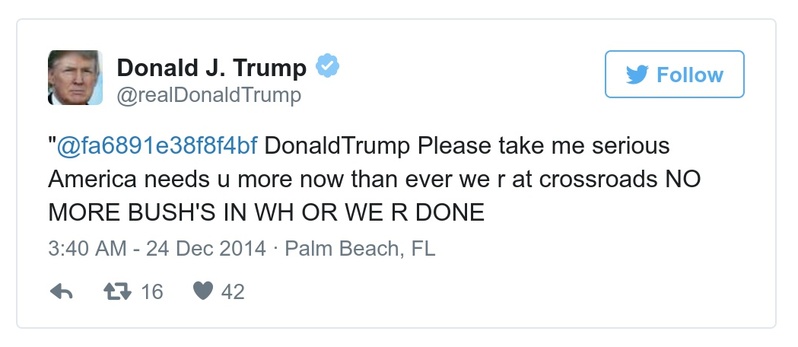 Donald J. Trump
@realDonaldTrump
Follow
"@fa6891e38f8f4bf DonaldTrump Please take me serious
America needs u more now than ever we r at crossroads NO
MORE BUSH'S IN WH OR WE R DONE
3:40 AM - 24 Dec 2014 · Palm Beach, FL
16 42